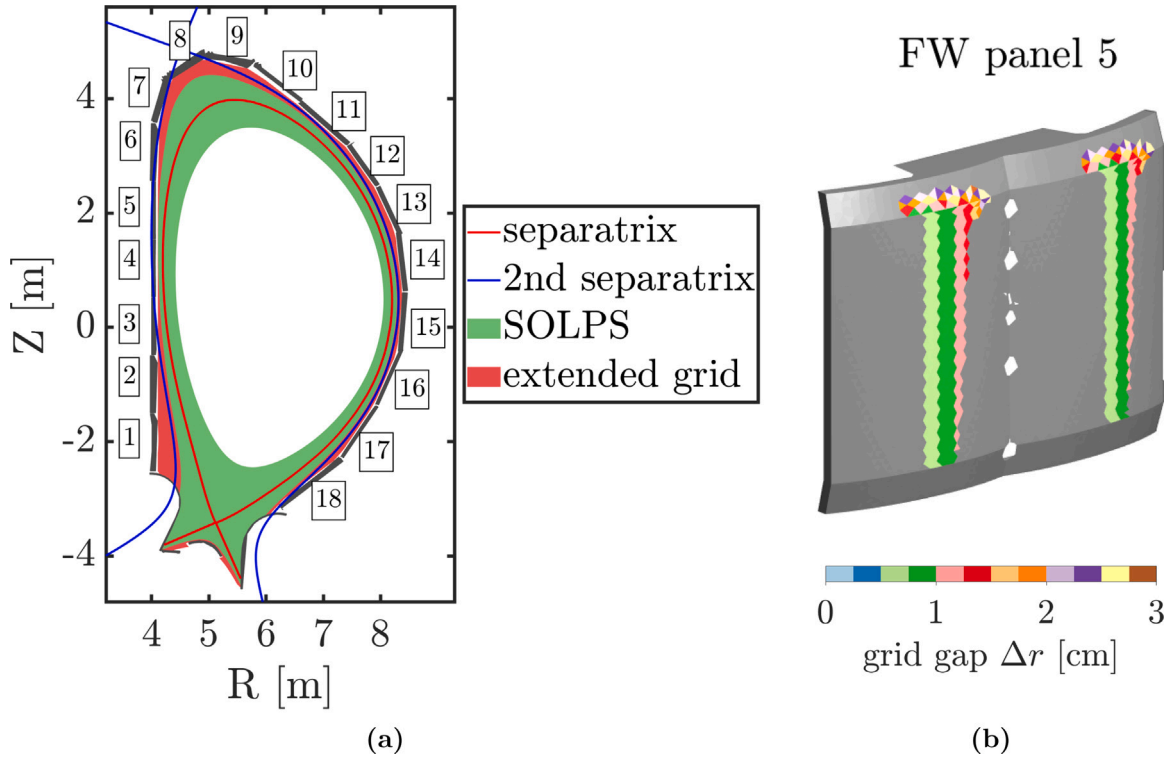 8
9
7
10
6
11
12
5
13
4
14
3
15
2
16
1
17
18
4
2
0
-2
-4
Z [m]
4 5 6 7 8
R [m]
separatrix
2nd separatrix
SOLPS
extended grid
(a)
FW panel 5
0 1 2 3
grid gap Δr [cm]
(b)